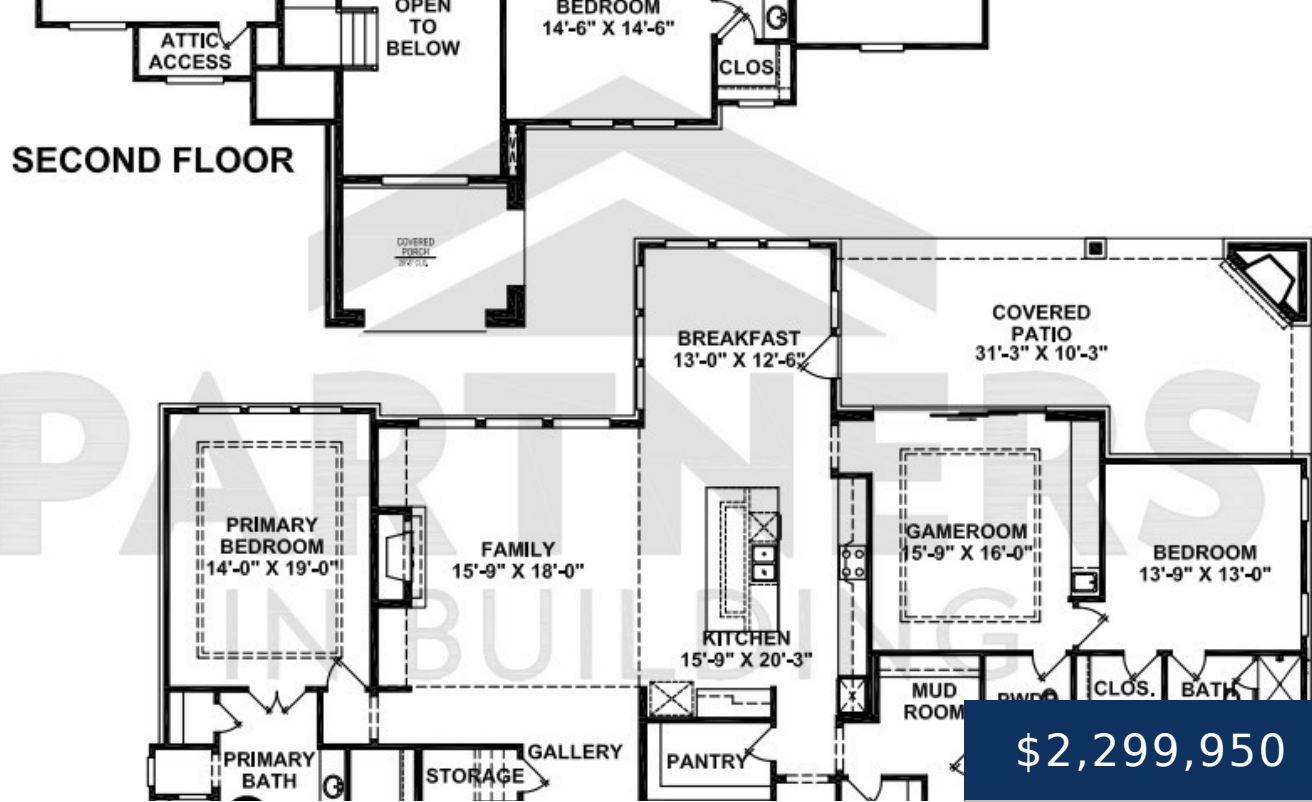 OPEN
TO
BELOW
BEDROOM
14'-6" X 14'-6"
ATTIC
ACCESS
CLOS
SECOND FLOOR
COVERED
PORCH
COVERED
PATIO
31'-3" X 10'-3"
BREAKFAST
13'-0" X 12'-6"
PARTNERS
IN BUILDING
PRIMARY
BEDROOM
14'-0" X 19'-0"
FAMILY
15'-9" X 18'-0"
GAMEROOM
15'-9" X 16'-0"
BEDROOM
13'-9" X 13'-0"
KITCHEN
15'-9" X 20'-3"
MUD
ROOM
CLOS.
BATH
PRIMARY
BATH
GALLERY
STORAGE
PANTRY
$2,299,950